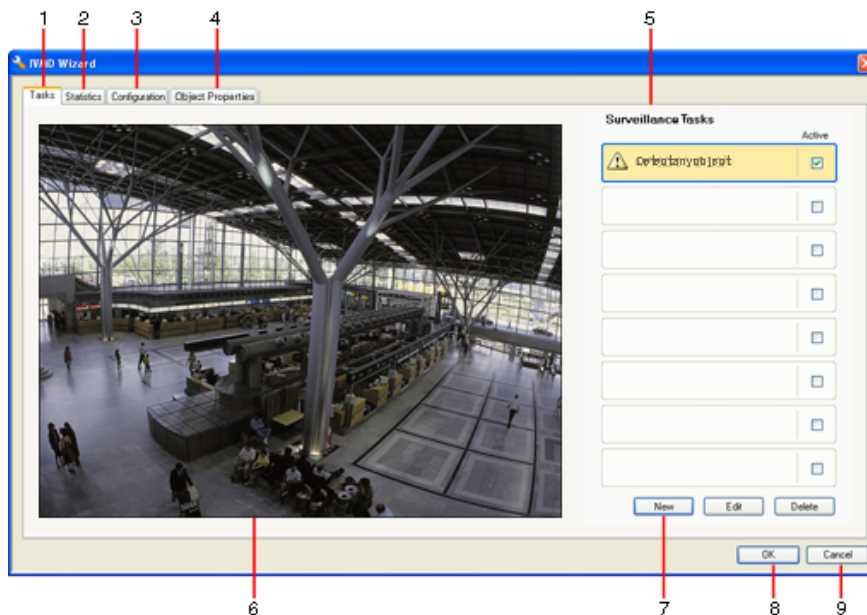 1 2 3 4 5
IVMD Wizard
Tasks Statistics Configuration Object Properties
Surveillance Tasks
Active
New Edit Delete
OK Cancel
6 7 8 9